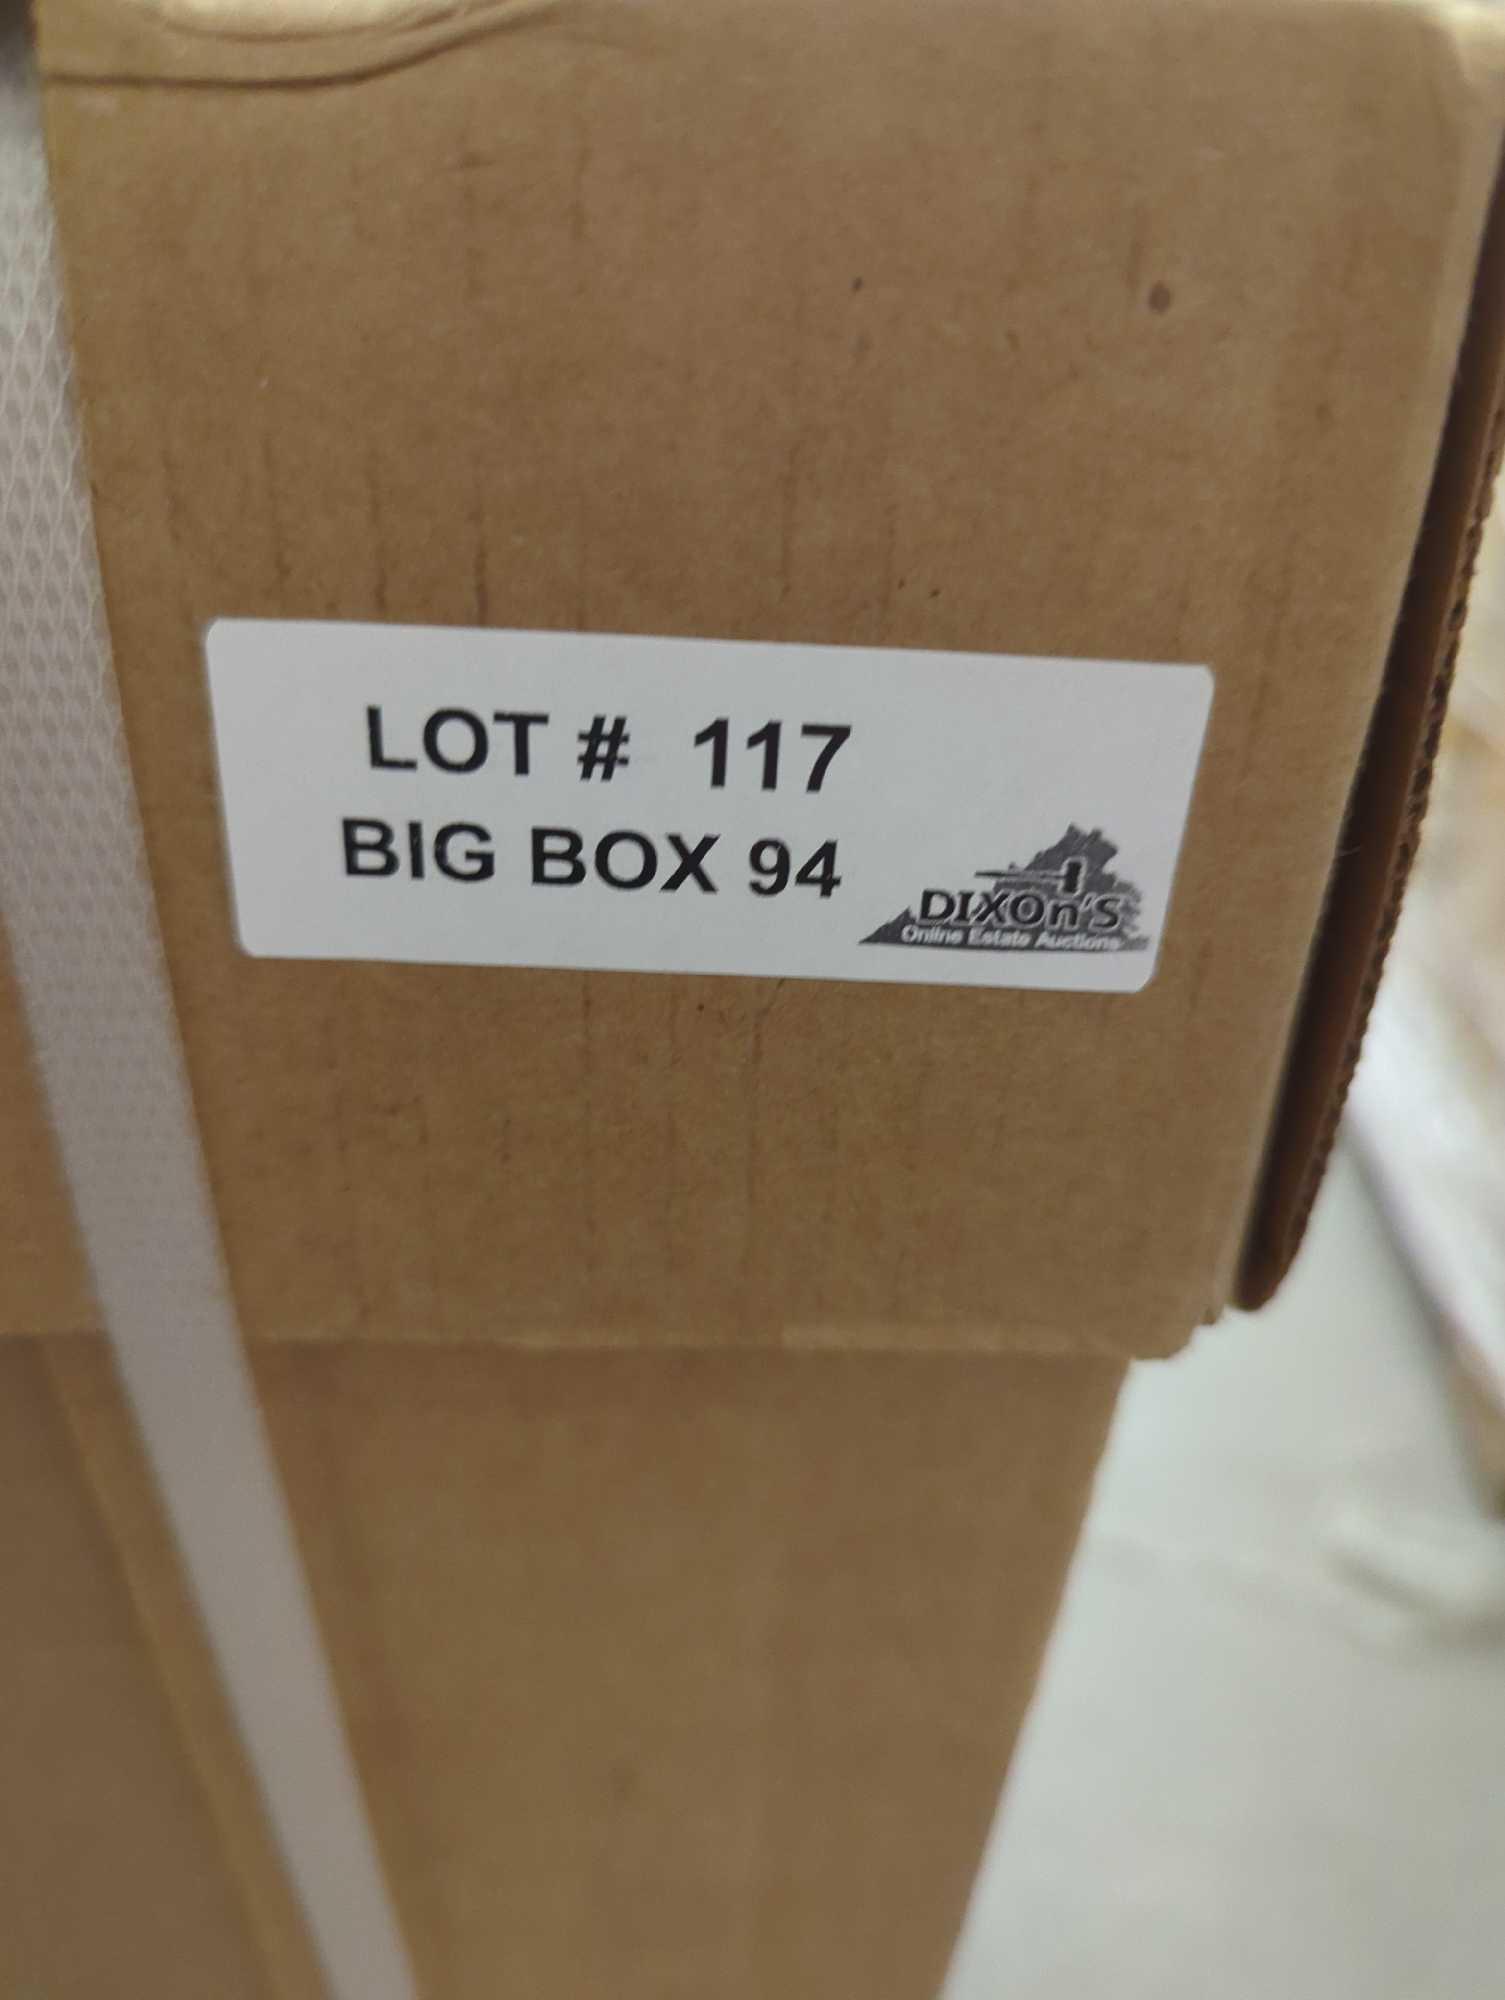 LOT # 117
BIG BOX 94
DIXOn'S
Online Estate Auctions